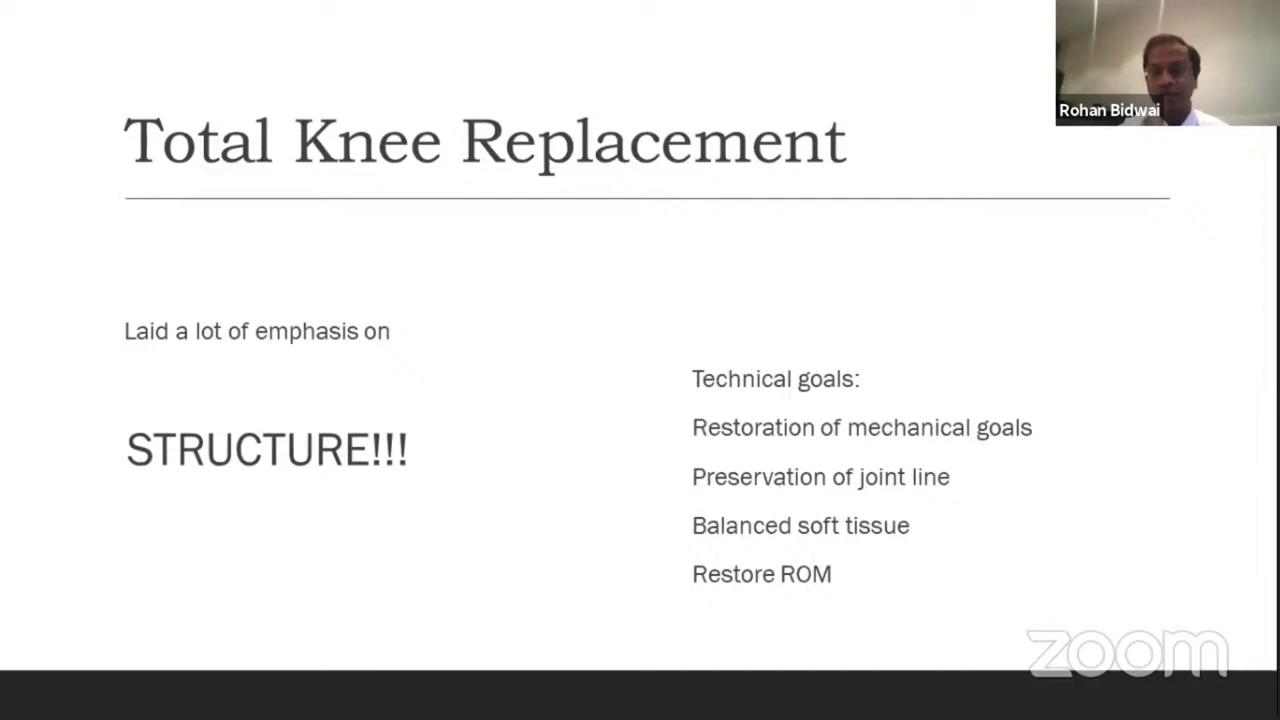 Rohan Bidwai
Total Knee Replacement
Laid a lot of emphasis on
STRUCTURE!!!
Technical goals:
Restoration of mechanical goals
Preservation of joint line
Balanced soft tissue
Restore ROM
zoom